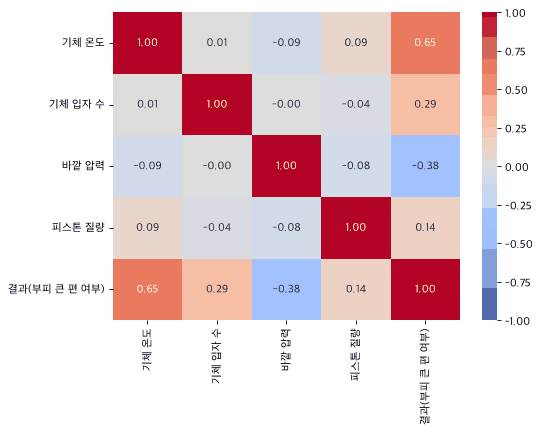 기체 온도 1.00 0.01 -0.09 0.09 0.65
기체 입자 수 0.01 1.00 -0.00 -0.04 0.29
바깥 압력 -0.09 -0.00 1.00 -0.08 -0.38
피스톤 질량 0.09 -0.04 -0.08 1.00 0.14
결과(부피 큰 편 여부) 0.65 0.29 -0.38 0.14 1.00
기체 온도
기체 입자 수
바깥 압력
피스톤 질량
결과(부피 큰 편 여부)
1.00
0.75
0.50
0.25
0.00
-0.25
-0.50
-0.75
-1.00